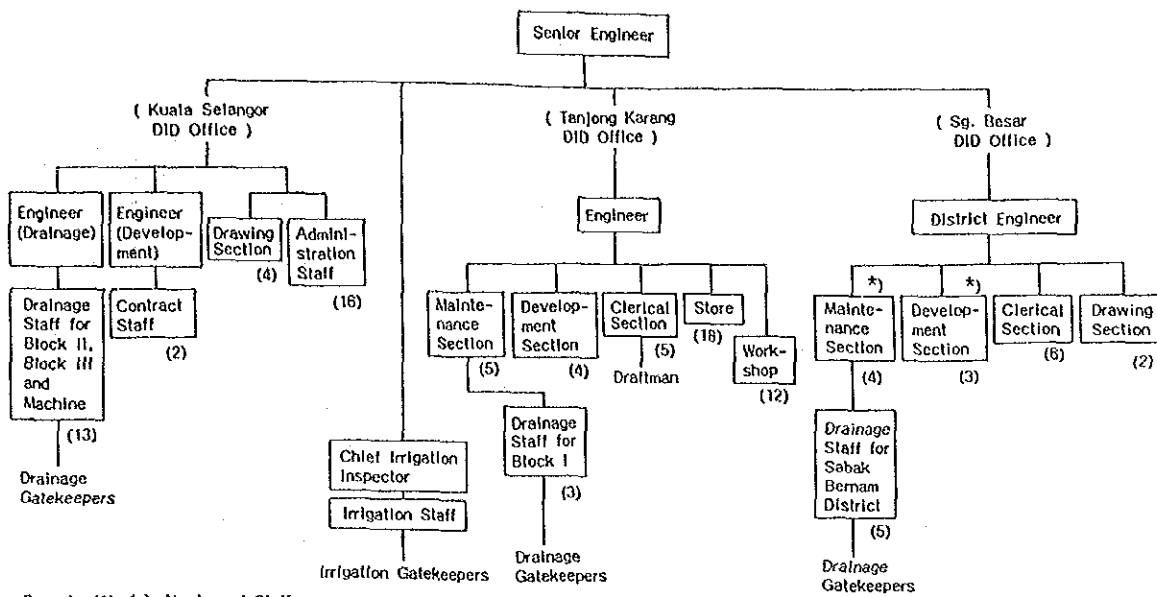 Senior Engineer
( Kuala Selangor
DID Office )
( Tanjong Karang
DID Office )
( Sg. Besar
DID Office )
Engineer
(Drainage)
Engineer
(Develop-
ment)
Drawing
Section
(4)
Admini-
stration
Staff
(16)
Drainage
Staff for
Block II,
Block III
and
Machine
(13)
Contract
Staff
(2)
Drainage
Gatekeepers
Chief Irrigation
Inspector
Irrigation Staff
Irrigation Gatekeepers
Engineer
Mainte-
nance
Section
(5)
Development
Section
(4)
Clerical
Section
(5)
Draftman
Store
(18)
Work-
shop
(12)
Drainage
Staff for
Block I
(3)
Drainage
Gatekeepers
District Engineer
*)
Mainte-
nance
Section
(4)
*)
Develop-
ment
Section
(3)
Clerical
Section
(6)
Drawing
Section
(2)
Drainage
Staff for
Sabak
Bernam
District
(5)
Drainage
Gatekeepers